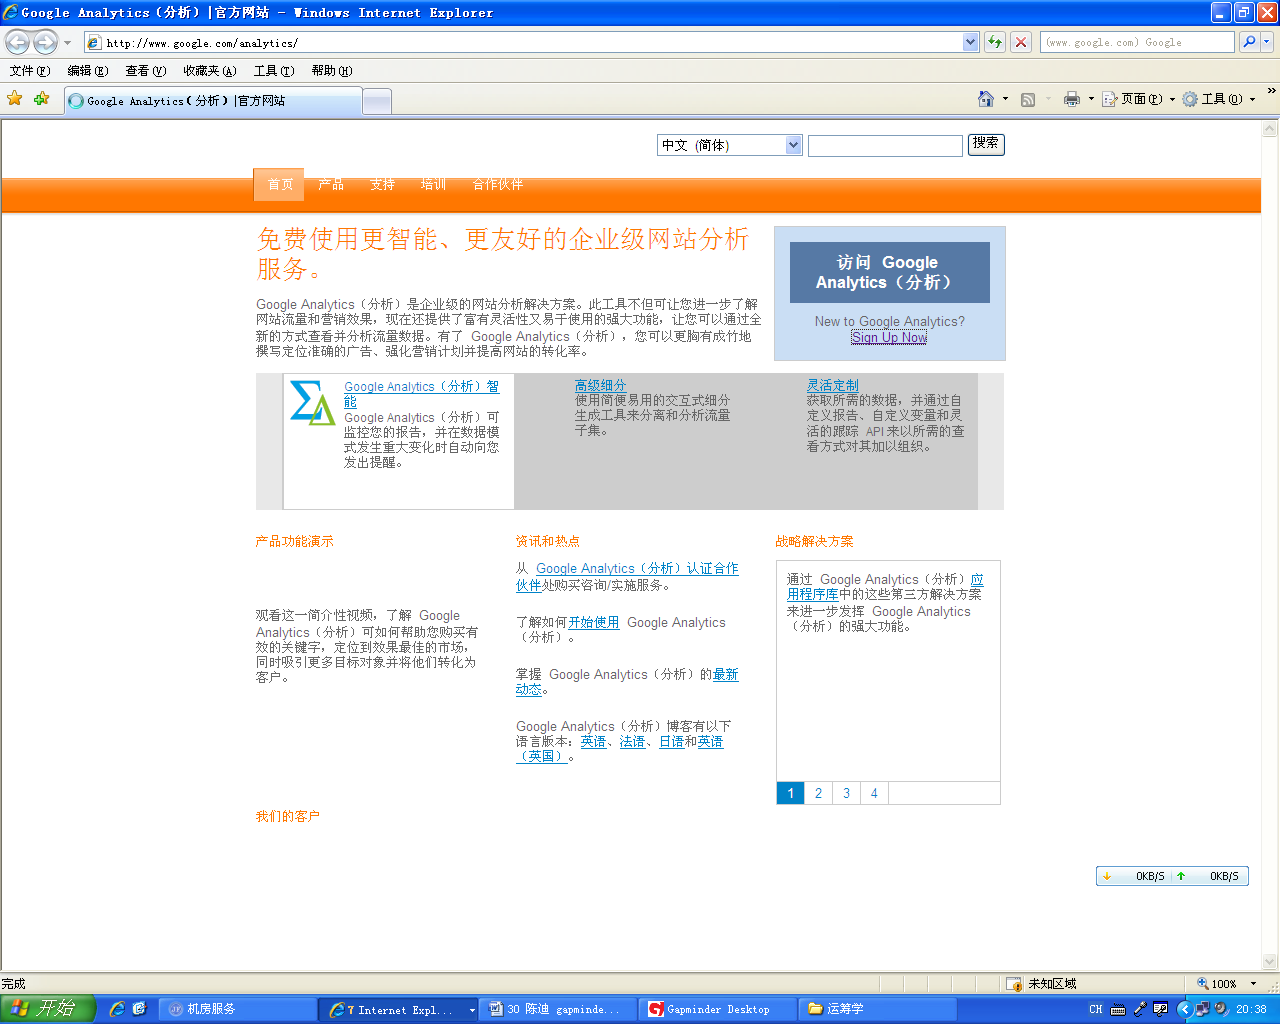 Google Analytics（分析）|官方网站 - Windows Internet Explorer
http://www.google.com/analytics/
(www.google.com) Google
文件(F) 编辑(E) 查看(V) 收藏夹(A) 工具(T) 帮助(H)
Google Analytics（分析）|官方网站
页面(P) 工具(O)
中文 (简体) 搜索
首页 产品 支持 培训 合作伙伴
免费使用更智能、更友好的企业级网站分析
服务。
Google Analytics（分析）是企业级的网站分析解决方案。此工具不但可让您进一步了解
网站流量和营销效果，现在还提供了富有灵活性又易于使用的强大功能，让您可以通过全
新的方式查看并分析流量数据。有了 Google Analytics（分析），您可以更胸有成竹地
撰写定位准确的广告、强化营销计划并提高网站的转化率。
访问 Google
Analytics（分析）
New to Google Analytics?
Sign Up Now
Google Analytics（分析）智
能
Google Analytics（分析）可
监控您的报告，并在数据模
式发生重大变化时自动向您
发出提醒。
高级细分
使用简便易用的交互式细分
生成工具来分离和分析流量
子集。
灵活定制
获取所需的数据，并通过自
定义报告、自定义变量和灵
活的跟踪 API 来以所需的查
看方式对其加以组织。
产品功能演示
观看这一简介性视频，了解 Google
Analytics（分析）可如何帮助您购买有
效的关键字，定位到效果最佳的市场，
同时吸引更多目标对象并将他们转化为
客户。
资讯和热点
从 Google Analytics（分析）认证合作
伙伴处购买咨询/实施服务。
了解如何开始使用 Google Analytics
（分析）。
掌握 Google Analytics（分析）的最新
动态。
Google Analytics（分析）博客有以下
语言版本：英语、法语、日语和英语
（英国）。
战略解决方案
通过 Google Analytics（分析）应
用程序库中的这些第三方解决方案
来进一步发挥 Google Analytics
（分析）的强大功能。
1 2 3 4
我们的客户
0KB/S 0KB/S
完成 未知区域 100%
开始 机房服务 7 Internet Expl... 30 陈迪 gapminde... Gapminder Desktop 运筹学 CH 20:38